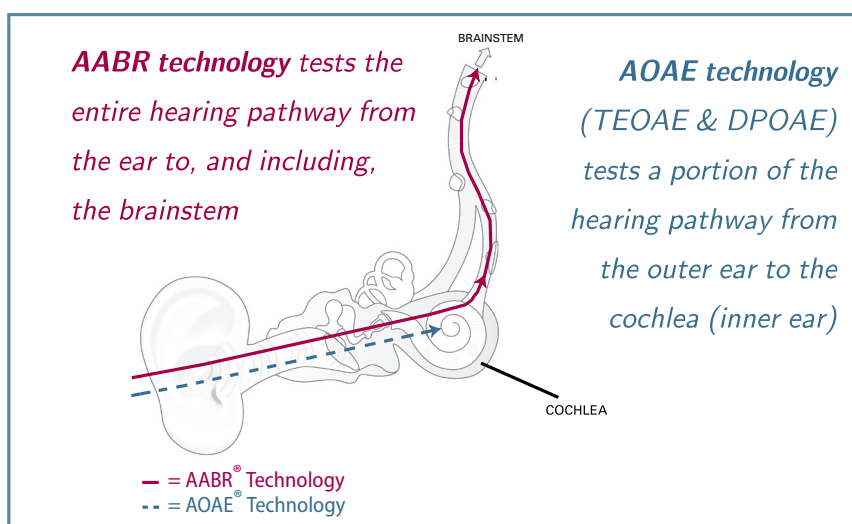 BRAINSTEM
AABR technology tests the
entire hearing pathway from
the ear to, and including,
the brainstem
AOAE technology
(TEOAE & DPOAE)
tests a portion of the
hearing pathway from
the outer ear to the
cochlea (inner ear)
COCHLEA
= AABR® Technology
= AOAE® Technology